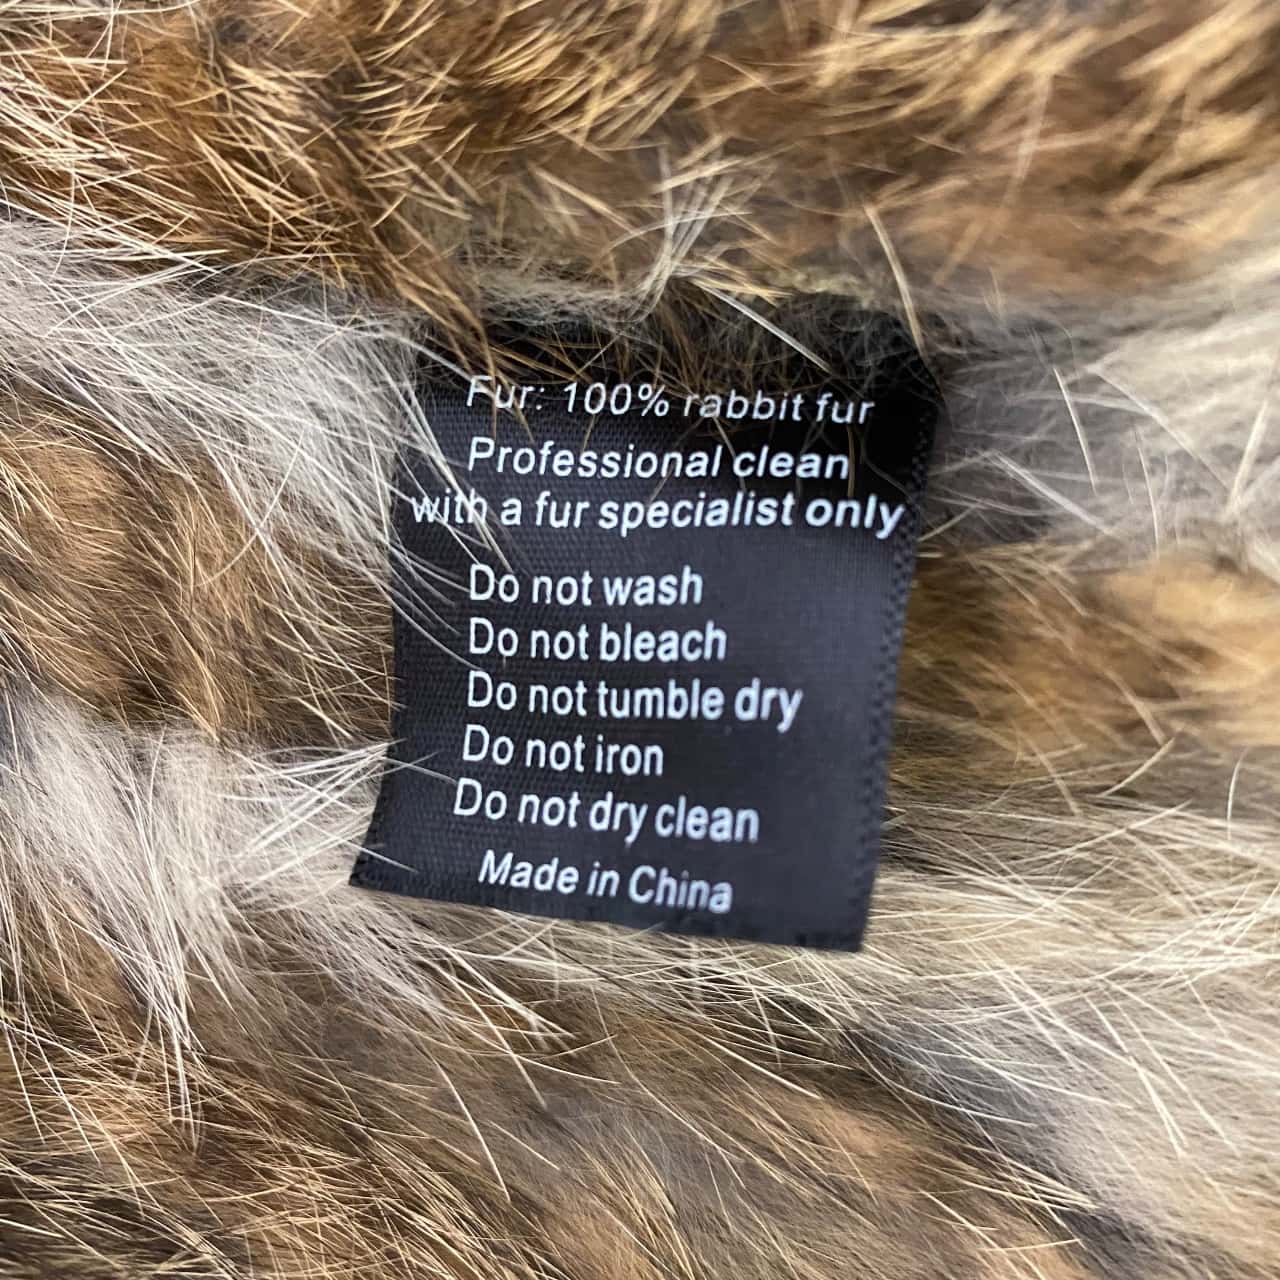 Fur: 100% rabbit fur
Professional clean
with a fur specialist only
Do not wash
Do not bleach
Do not tumble dry
Do not iron
Do not dry clean
Made in China